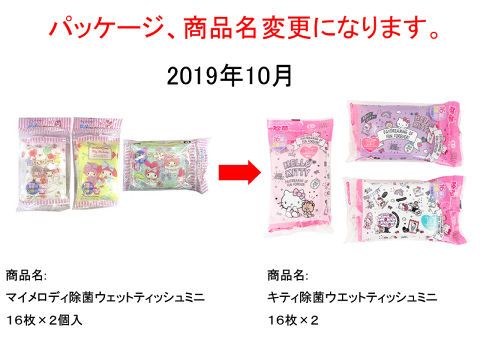 パッケージ、商品名変更になります。
2019年10月
除菌
HELLO KITTY
商品名:
マイメロディ除菌ウェットティッシュミニ
16枚×2個入
商品名:
キティ除菌ウエットティッシュミニ
16枚×2